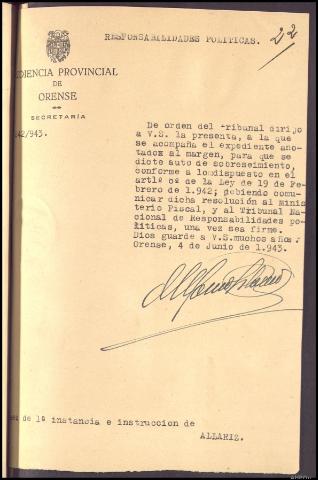 RESPONSABILIDADES POLITICAS.
22
DIENCIA PROVINCIAL
DE
ORENSE
SECRETARÍA
242/943.
De orden del tribunal dirijo
a V.S. la presente, a la que
se acompaña el expediente ano-
tado al margen, para que se
dicte auto de sobreseimiento,
conforme a lo dispuesto en el
artlº 8º de la Ley de 19 de Fe-
brero de 1.942; debiendo comu-
nicar dicha resolución al Minis
terio Fiscal, y al Tribunal Na-
cional de Responsabilidades po-
líticas, una vez sea firme.
Dios guarde a V.S. muchos años.
Orense, 4 de Junio de 1.943.
de 1ª instancia e instruccion de
ALLARIZ.